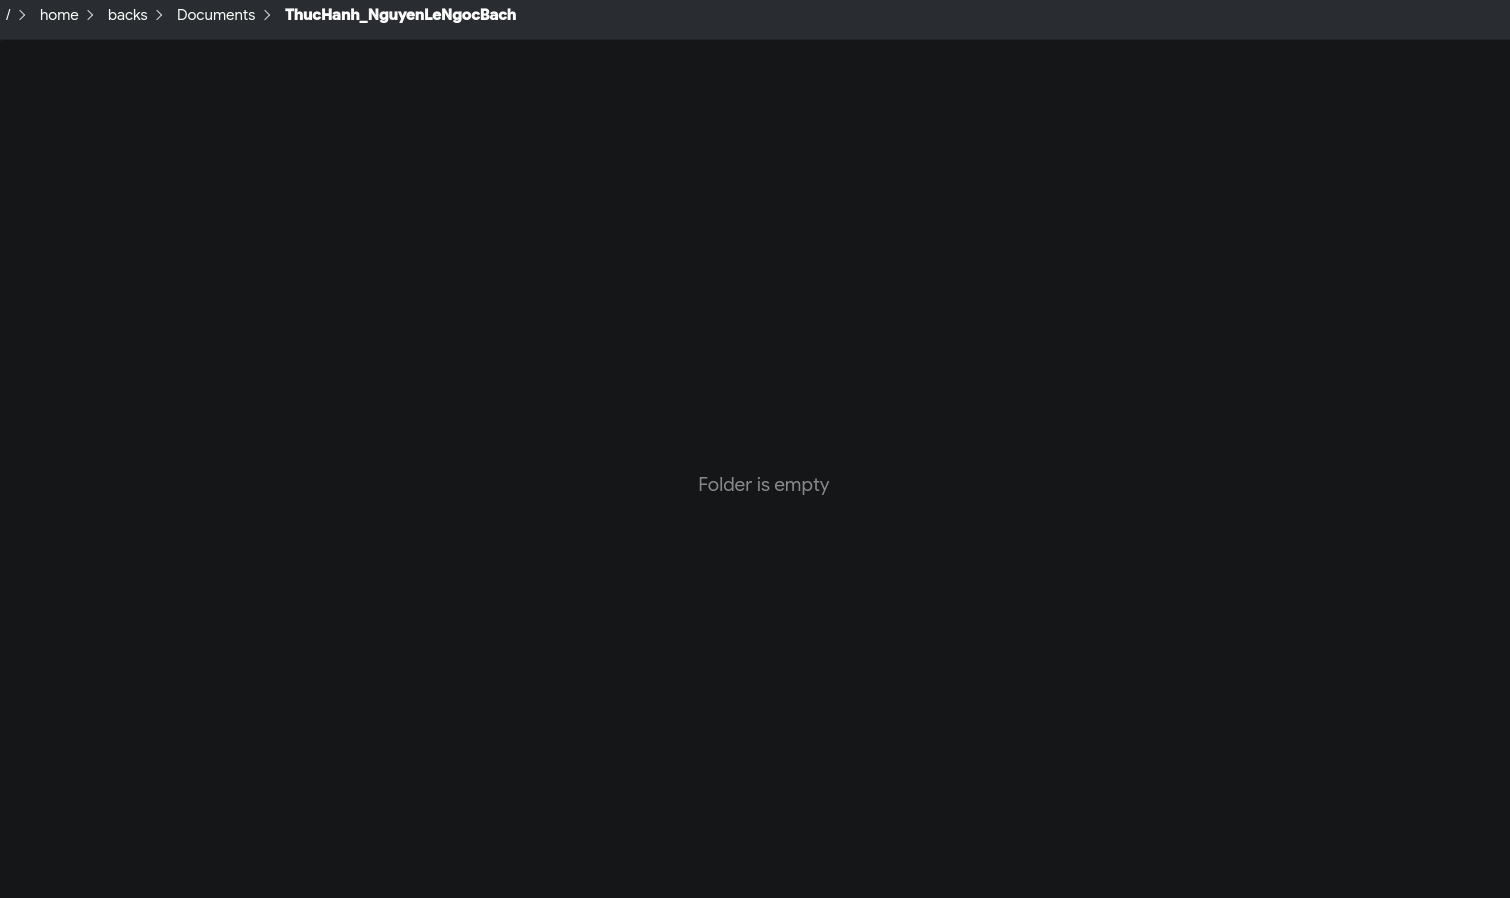 / > home > backs > Documents > ThucHanh_NguyenLeNgocBach
Folder is empty